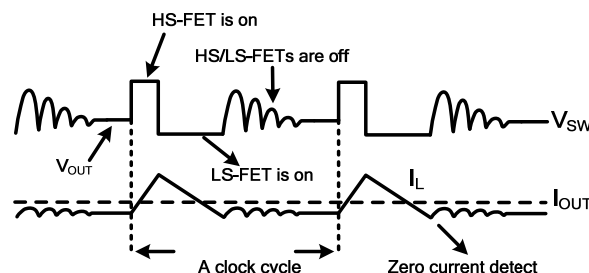 HS-FET is on
HS/LS-FETs are off
VSW
VOUT
LS-FET is on
IL
IOUT
A clock cycle
Zero current detect